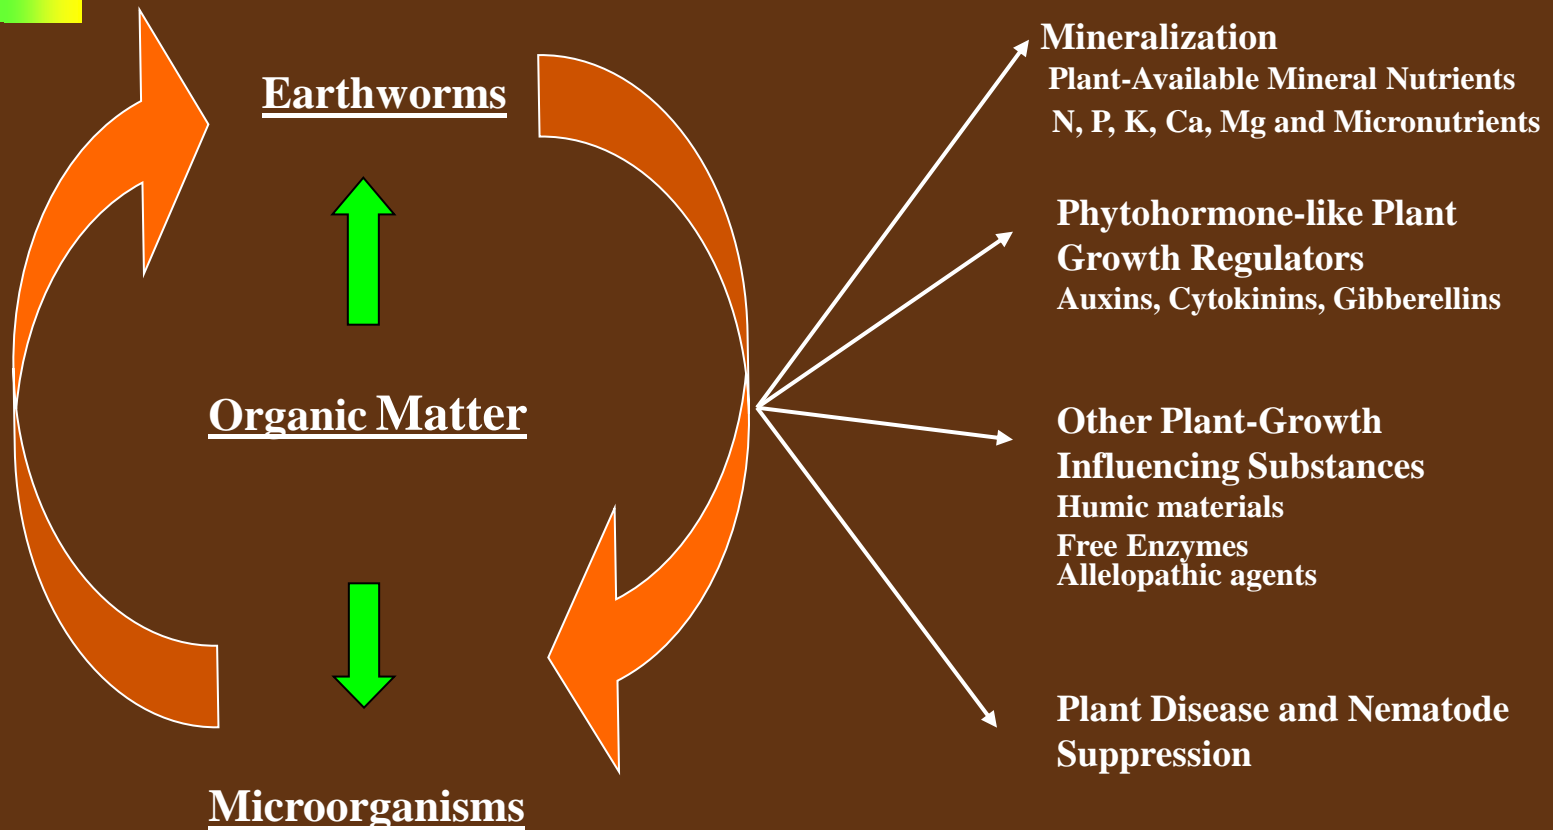 Earthworms
Organic Matter
Microorganisms
Mineralization
Plant-Available Mineral Nutrients
N, P, K, Ca, Mg and Micronutrients
Phytohormone-like Plant
Growth Regulators
Auxins, Cytokinins, Gibberellins
Other Plant-Growth
Influencing Substances
Humic materials
Free Enzymes
Allelopathic agents
Plant Disease and Nematode
Suppression